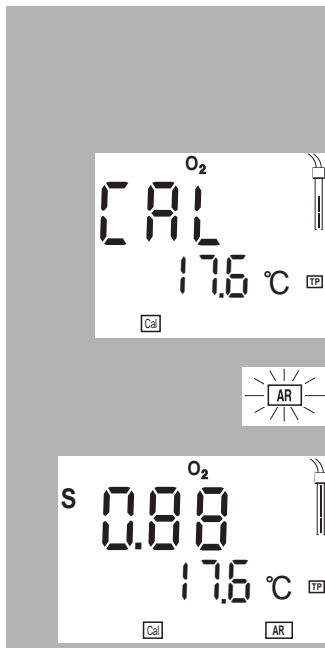 O₂
CAL
17.6 °C TP
Cal
AR
O₂
S 0.88
17.6 °C TP
Cal AR